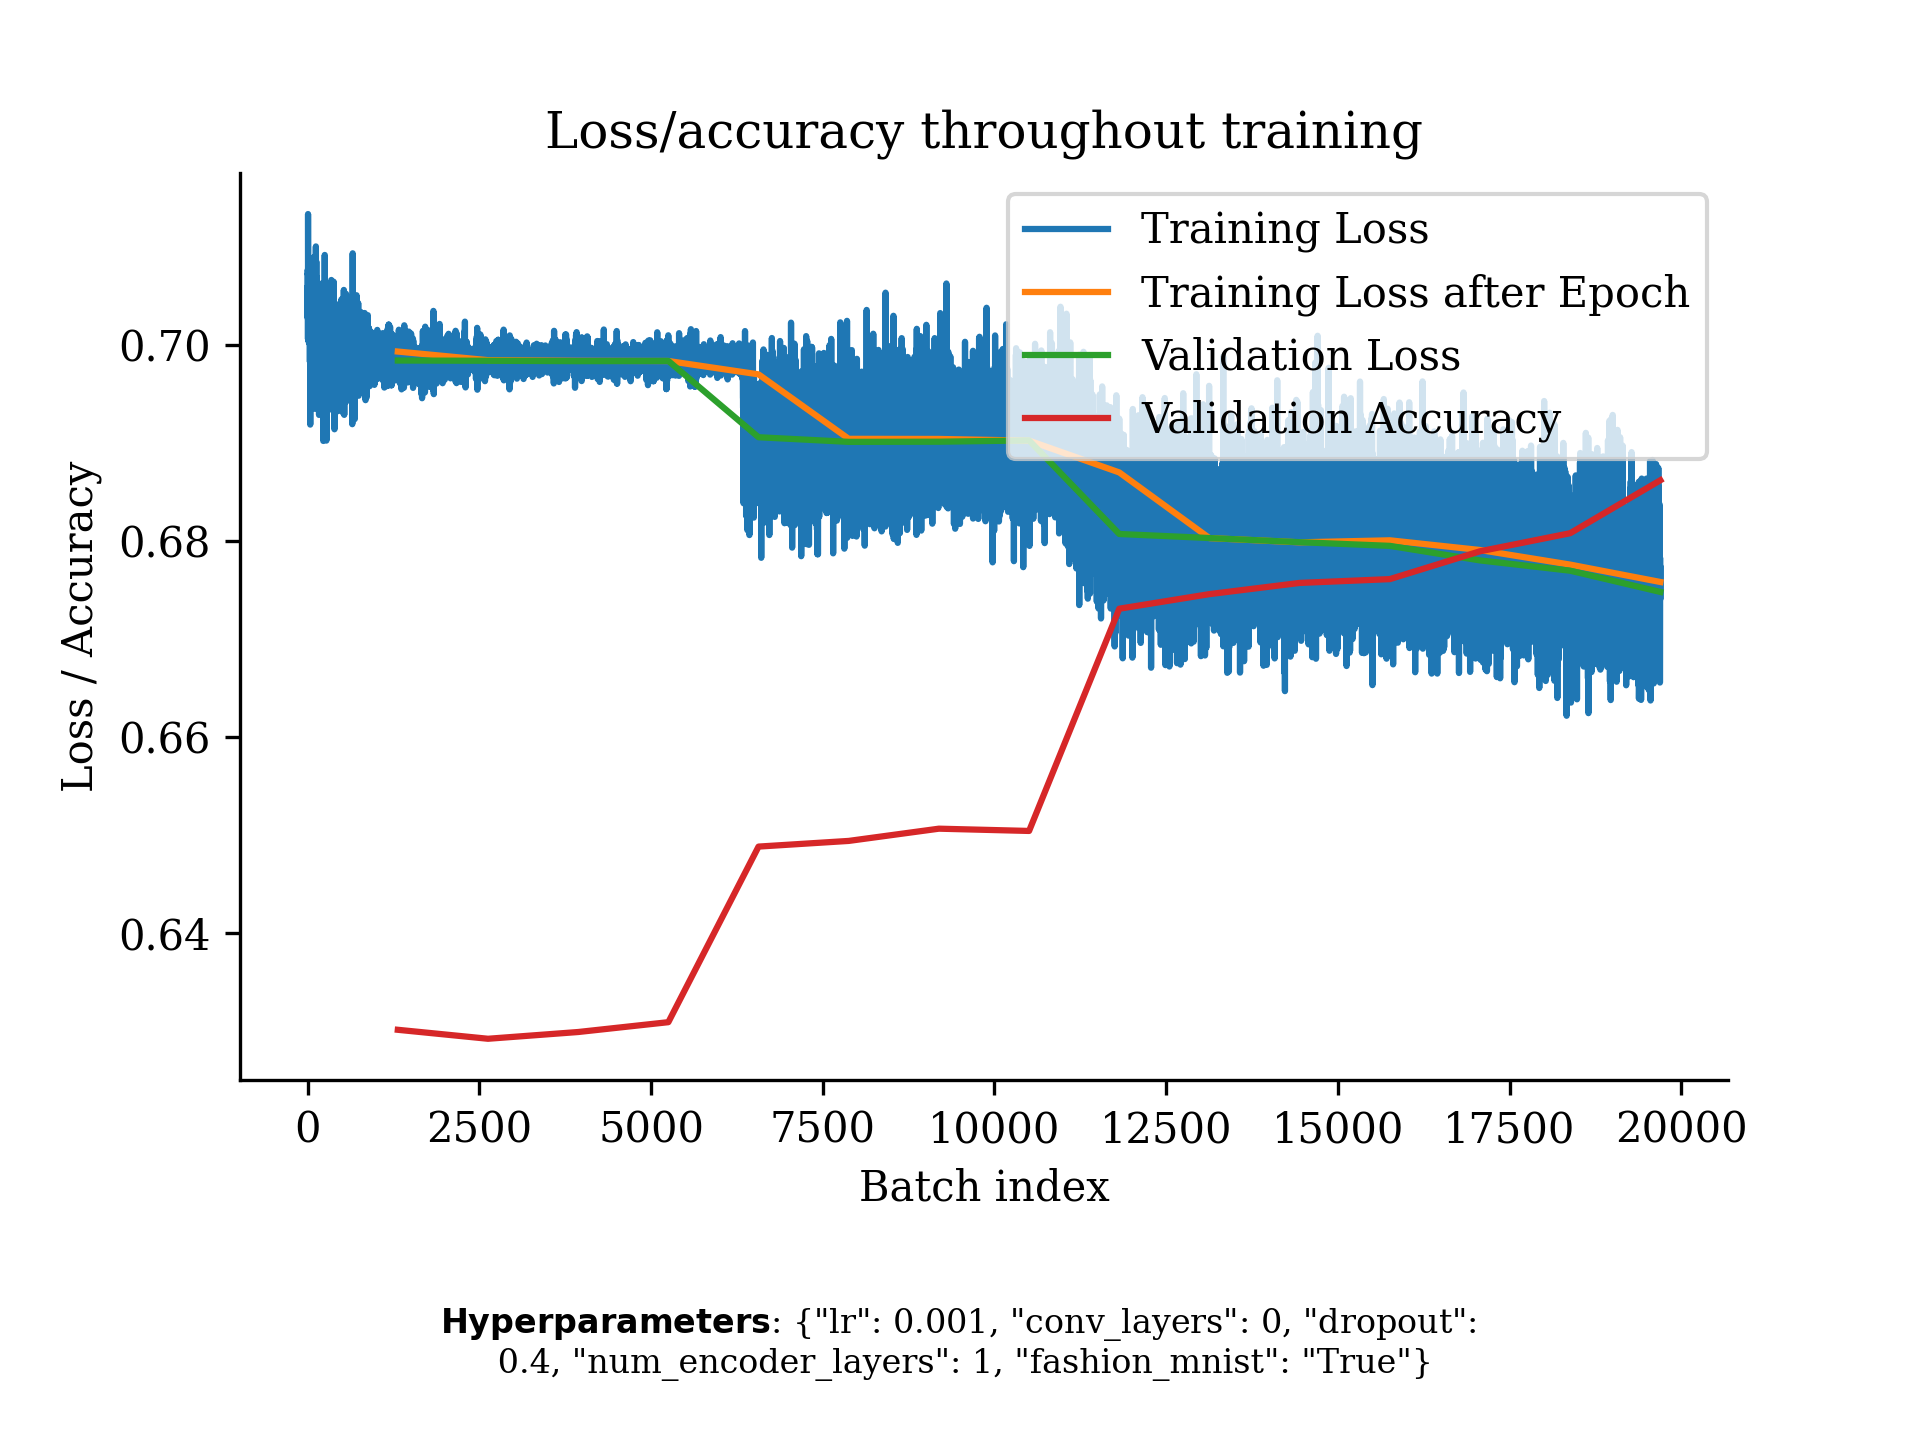 Loss/accuracy throughout training
Training Loss
Training Loss after Epoch
Validation Loss
Validation Accuracy
Loss / Accuracy
0.70
0.68
0.66
0.64
0 2500 5000 7500 10000 12500 15000 17500 20000
Batch index
Hyperparameters: {"lr": 0.001, "conv_layers": 0, "dropout":
0.4, "num_encoder_layers": 1, "fashion_mnist": "True"}